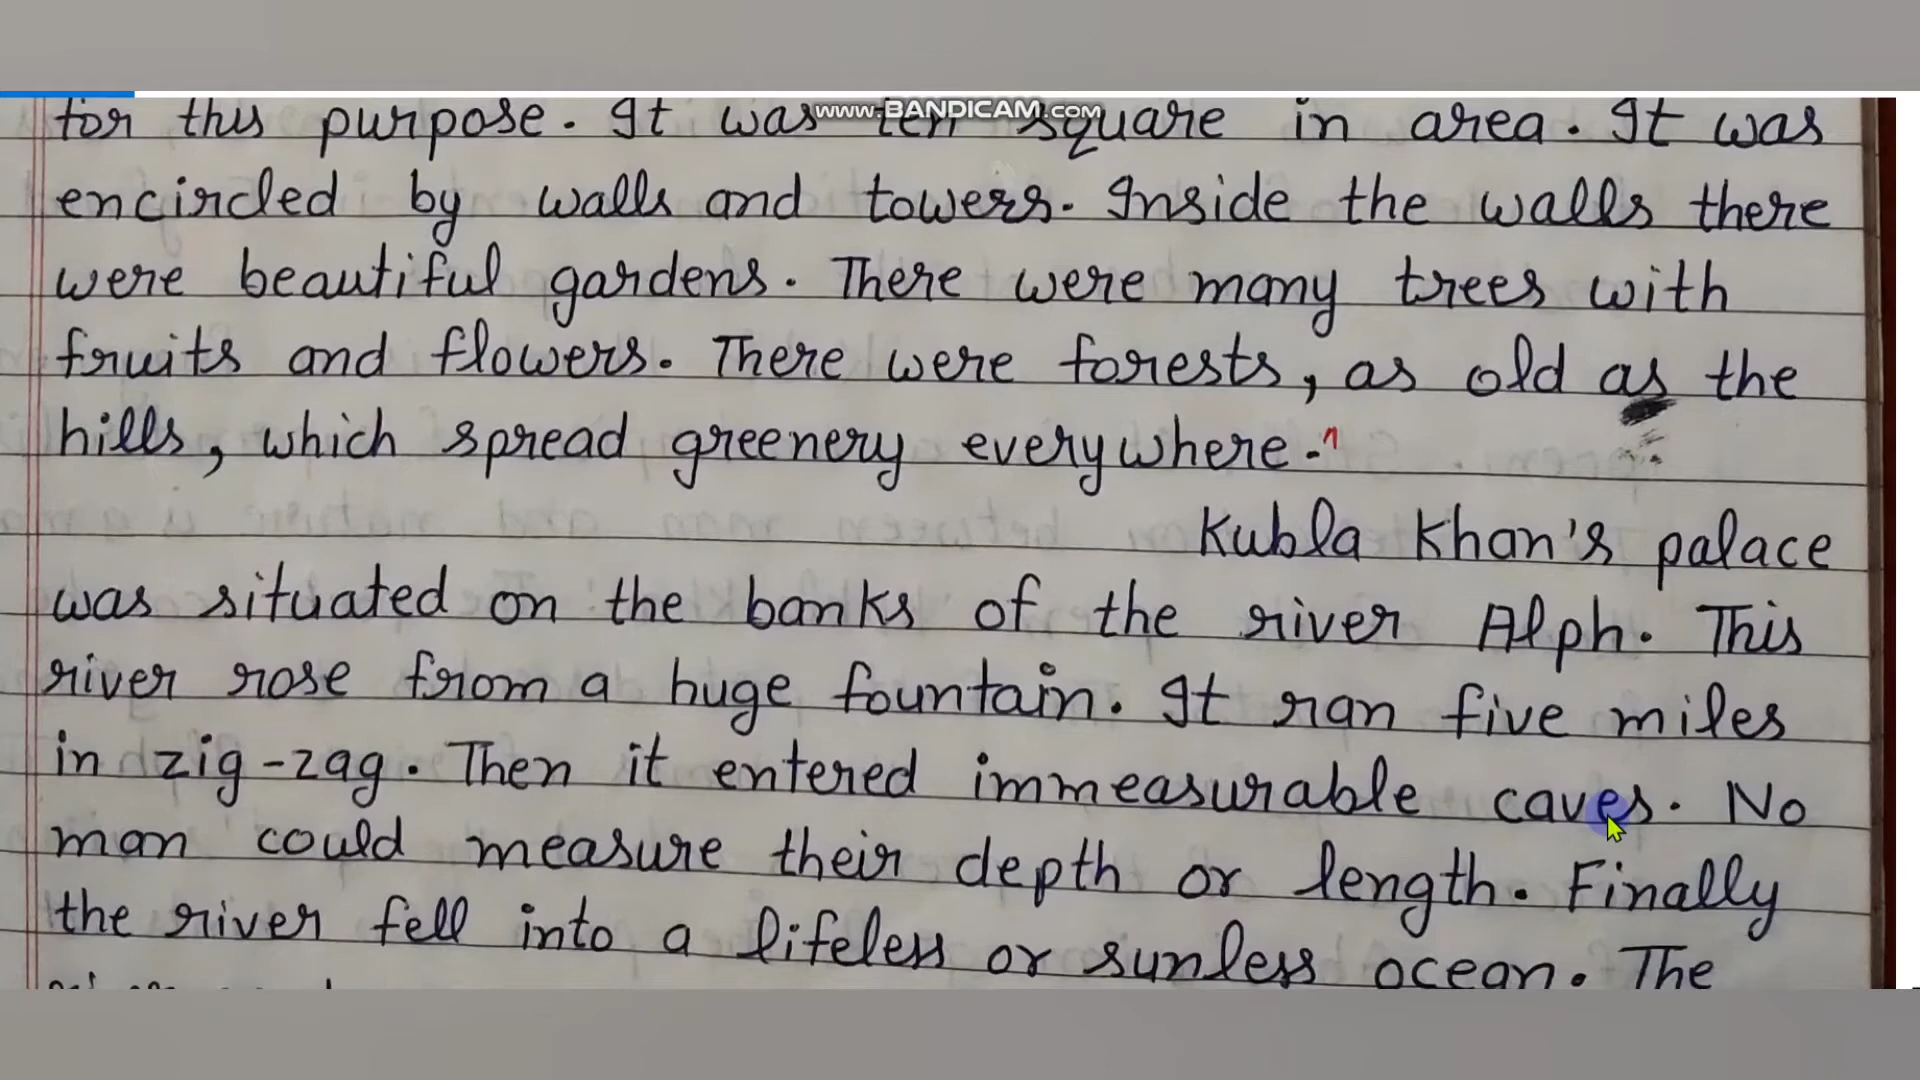 www.BANDICAM.com
for this purpose. It was ten square in area. It was
encircled by walls and towers. Inside the walls there
were beautiful gardens. There were many trees with
fruits and flowers. There were forests, as old as the
hills, which spread greenery everywhere.
Kubla Khan's palace
was situated on the banks of the river Alph. This
river rose from a huge fountain. It ran five miles
in zig-zag. Then it entered immeasurable caves. No
man could measure their depth or length. Finally
the river fell into a lifeless or sunless ocean. The